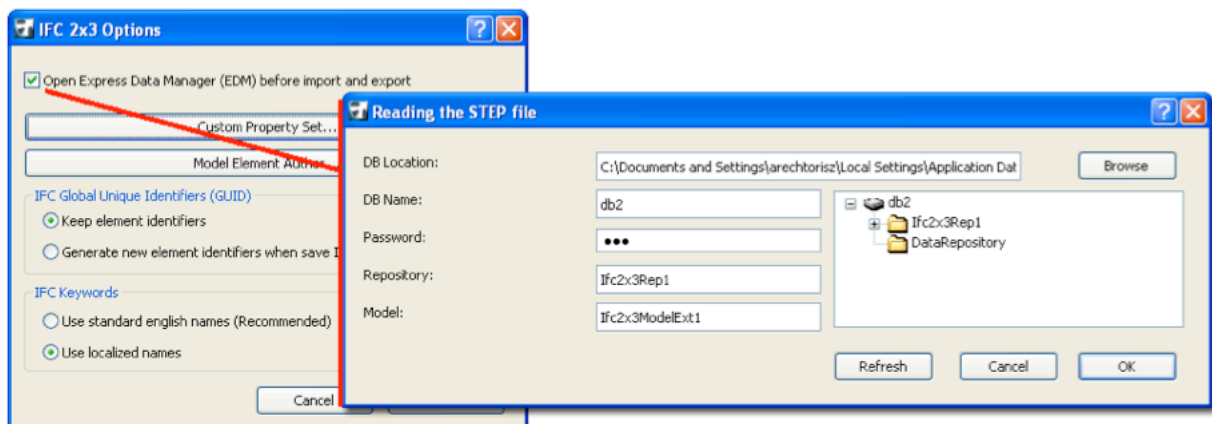 IFC 2x3 Options
Open Express Data Manager (EDM) before import and export
Custom Property Set...
Model Element Author
IFC Global Unique Identifiers (GUID)
Keep element identifiers
Generate new element identifiers when save I
IFC Keywords
Use standard english names (Recommended)
Use localized names
Cancel
Reading the STEP file
DB Location:
C:\Documents and Settings\arechtorisz\Local Settings\Application Dat
Browse
DB Name:
db2
Password:
•••
Repository:
Ifc2x3Rep1
Model:
Ifc2x3ModelExt1
db2
Ifc2x3Rep1
DataRepository
Refresh
Cancel
OK